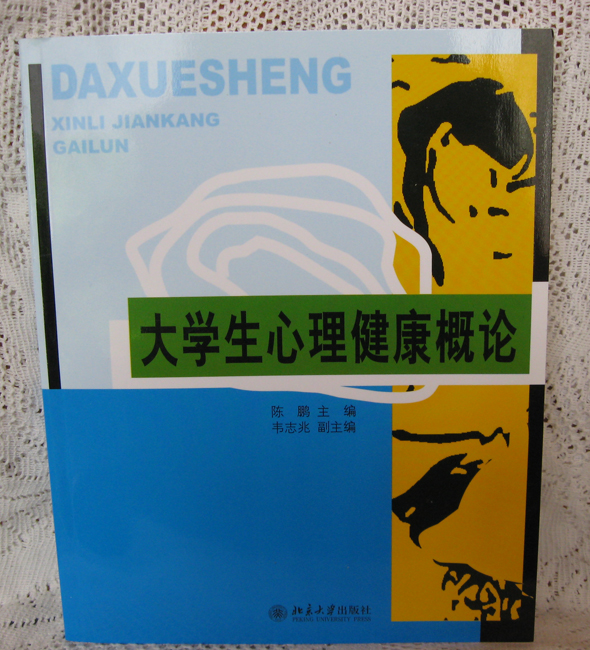 DAXUESHENG
XINLI JIANKANG
GAILUN
大学生心理健康概论
陈 鹏 主 编
韦志兆 副主编
北京大学出版社
PEKING UNIVERSITY PRESS